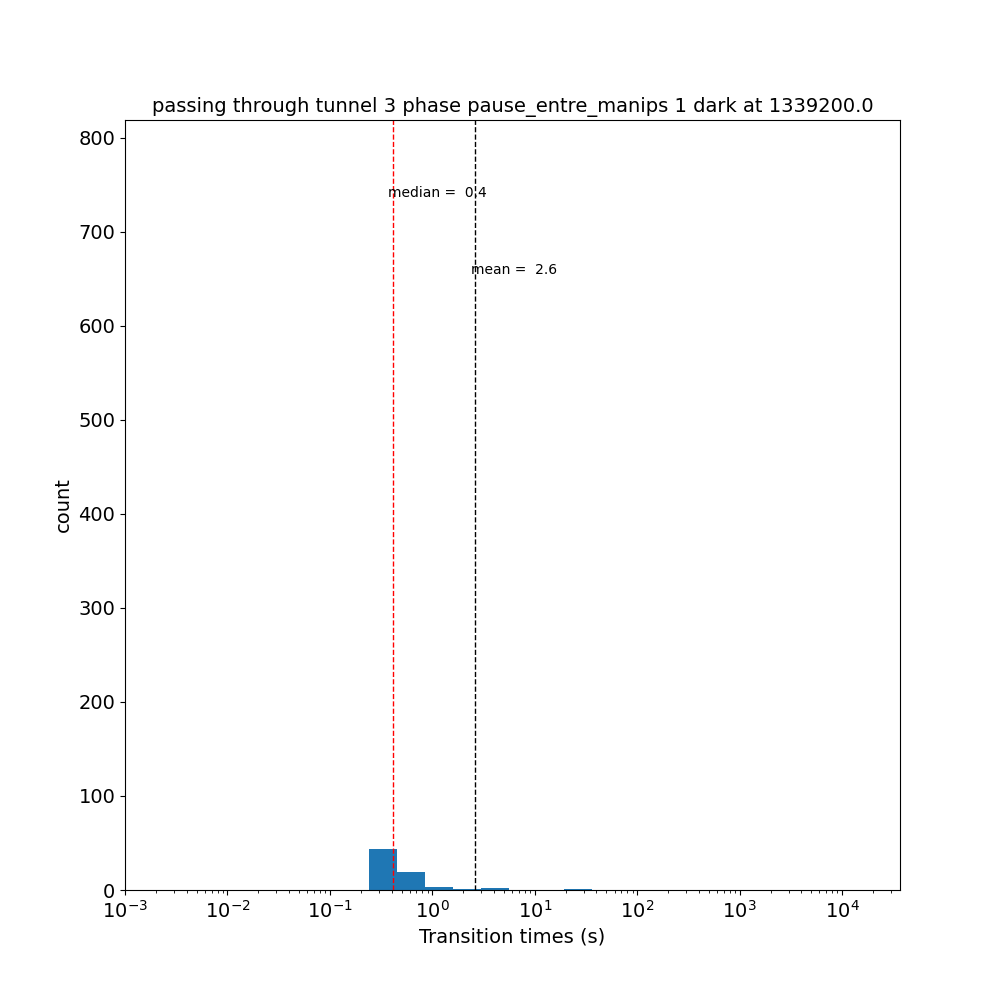 passing through tunnel 3 phase pause_entre_manips 1 dark at 1339200.0
800
median =  0.4
700
mean =  2.6
600
500
count
400
300
200
100
0
10⁻³ 10⁻² 10⁻¹ 10⁰ 10¹ 10² 10³ 10⁴
Transition times (s)